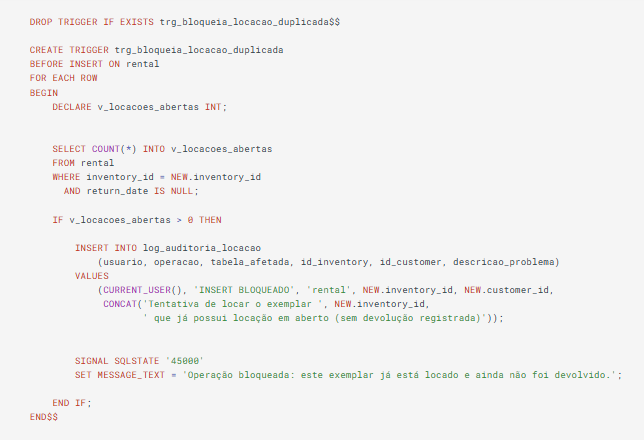 DROP TRIGGER IF EXISTS trg_bloqueia_locacao_duplicada$$
CREATE TRIGGER trg_bloqueia_locacao_duplicada
BEFORE INSERT ON rental
FOR EACH ROW
BEGIN
DECLARE v_locacoes_abertas INT;
SELECT COUNT(*) INTO v_locacoes_abertas
FROM rental
WHERE inventory_id = NEW.inventory_id
AND return_date IS NULL;
IF v_locacoes_abertas > 0 THEN
INSERT INTO log_auditoria_locacao
(usuario, operacao, tabela_afetada, id_inventory, id_customer, descricao_problema)
VALUES
(CURRENT_USER(), 'INSERT BLOQUEADO', 'rental', NEW.inventory_id, NEW.customer_id,
CONCAT('Tentativa de locar o exemplar ', NEW.inventory_id,
' que já possui locação em aberto (sem devolução registrada)'));
SIGNAL SQLSTATE '45000'
SET MESSAGE_TEXT = 'Operação bloqueada: este exemplar já está locado e ainda não foi devolvido.';
END IF;
END$$